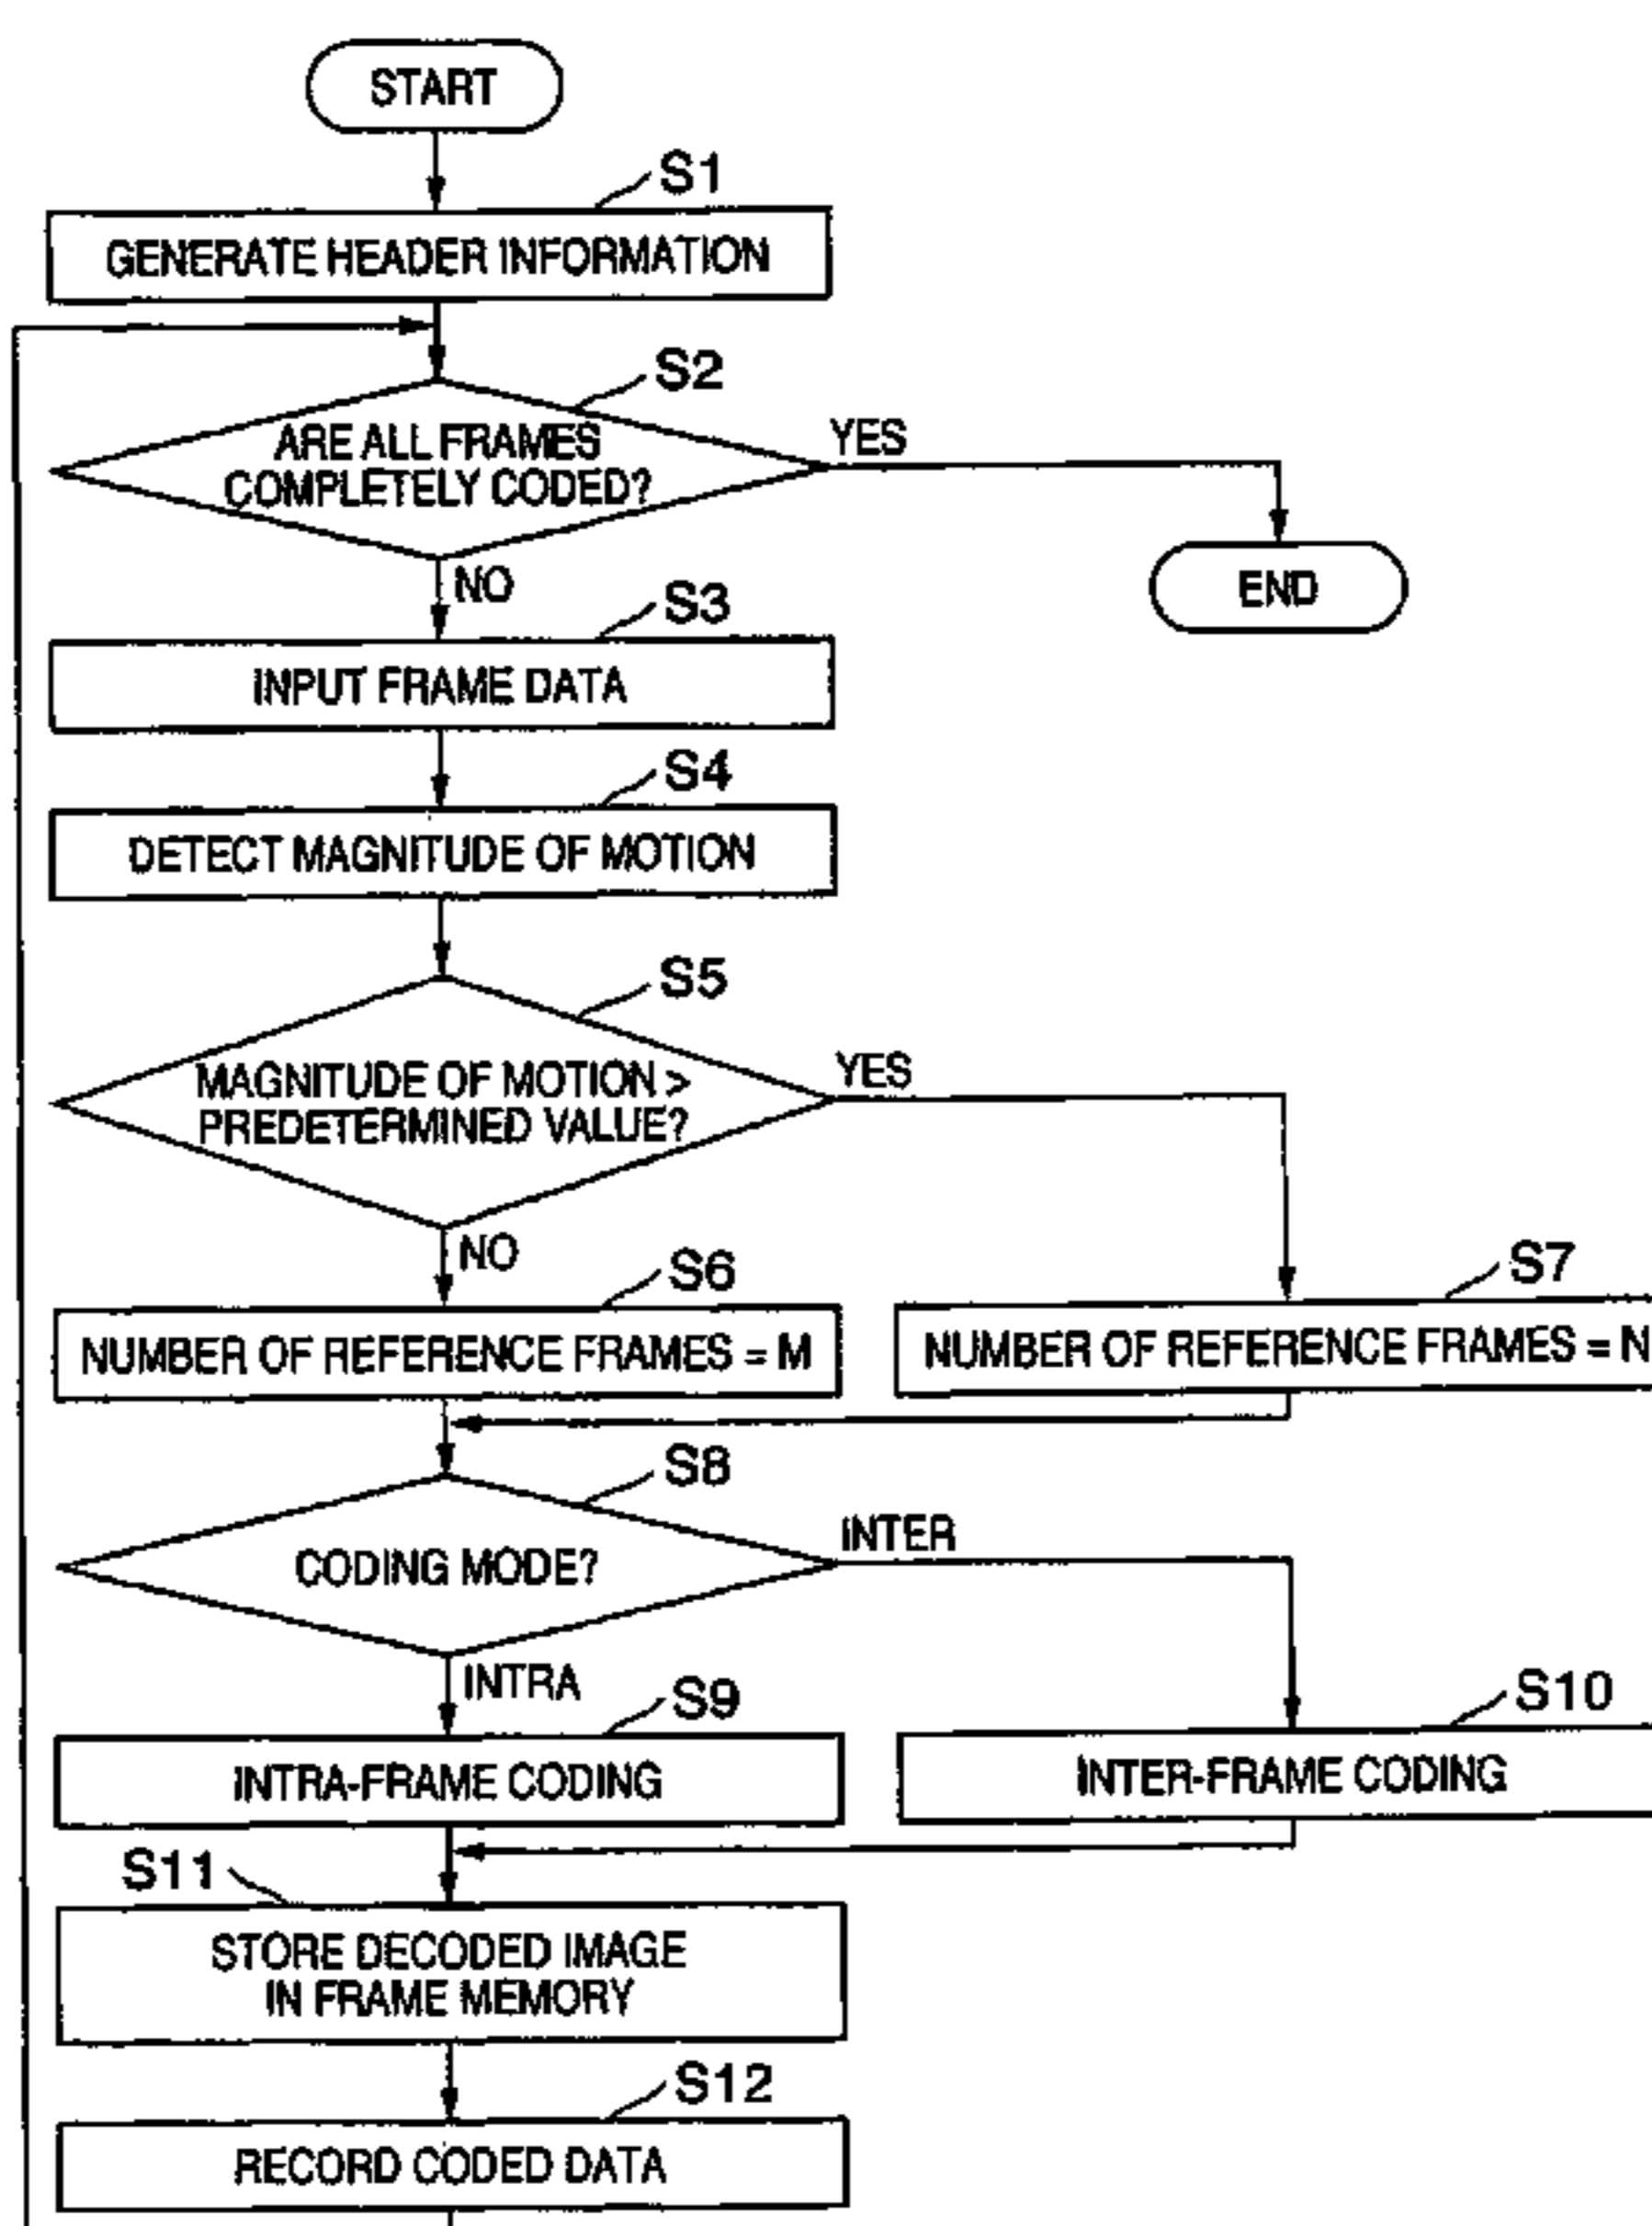 START
S1
GENERATE HEADER INFORMATION
S2
ARE ALL FRAMES
COMPLETELY CODED?
YES
END
NO
S3
INPUT FRAME DATA
S4
DETECT MAGNITUDE OF MOTION
S5
MAGNITUDE OF MOTION >
PREDETERMINED VALUE?
YES
NO
S6
NUMBER OF REFERENCE FRAMES = M
S7
NUMBER OF REFERENCE FRAMES = N
S8
CODING MODE?
INTER
INTRA
S9
INTRA-FRAME CODING
S10
INTER-FRAME CODING
S11
STORE DECODED IMAGE
IN FRAME MEMORY
S12
RECORD CODED DATA